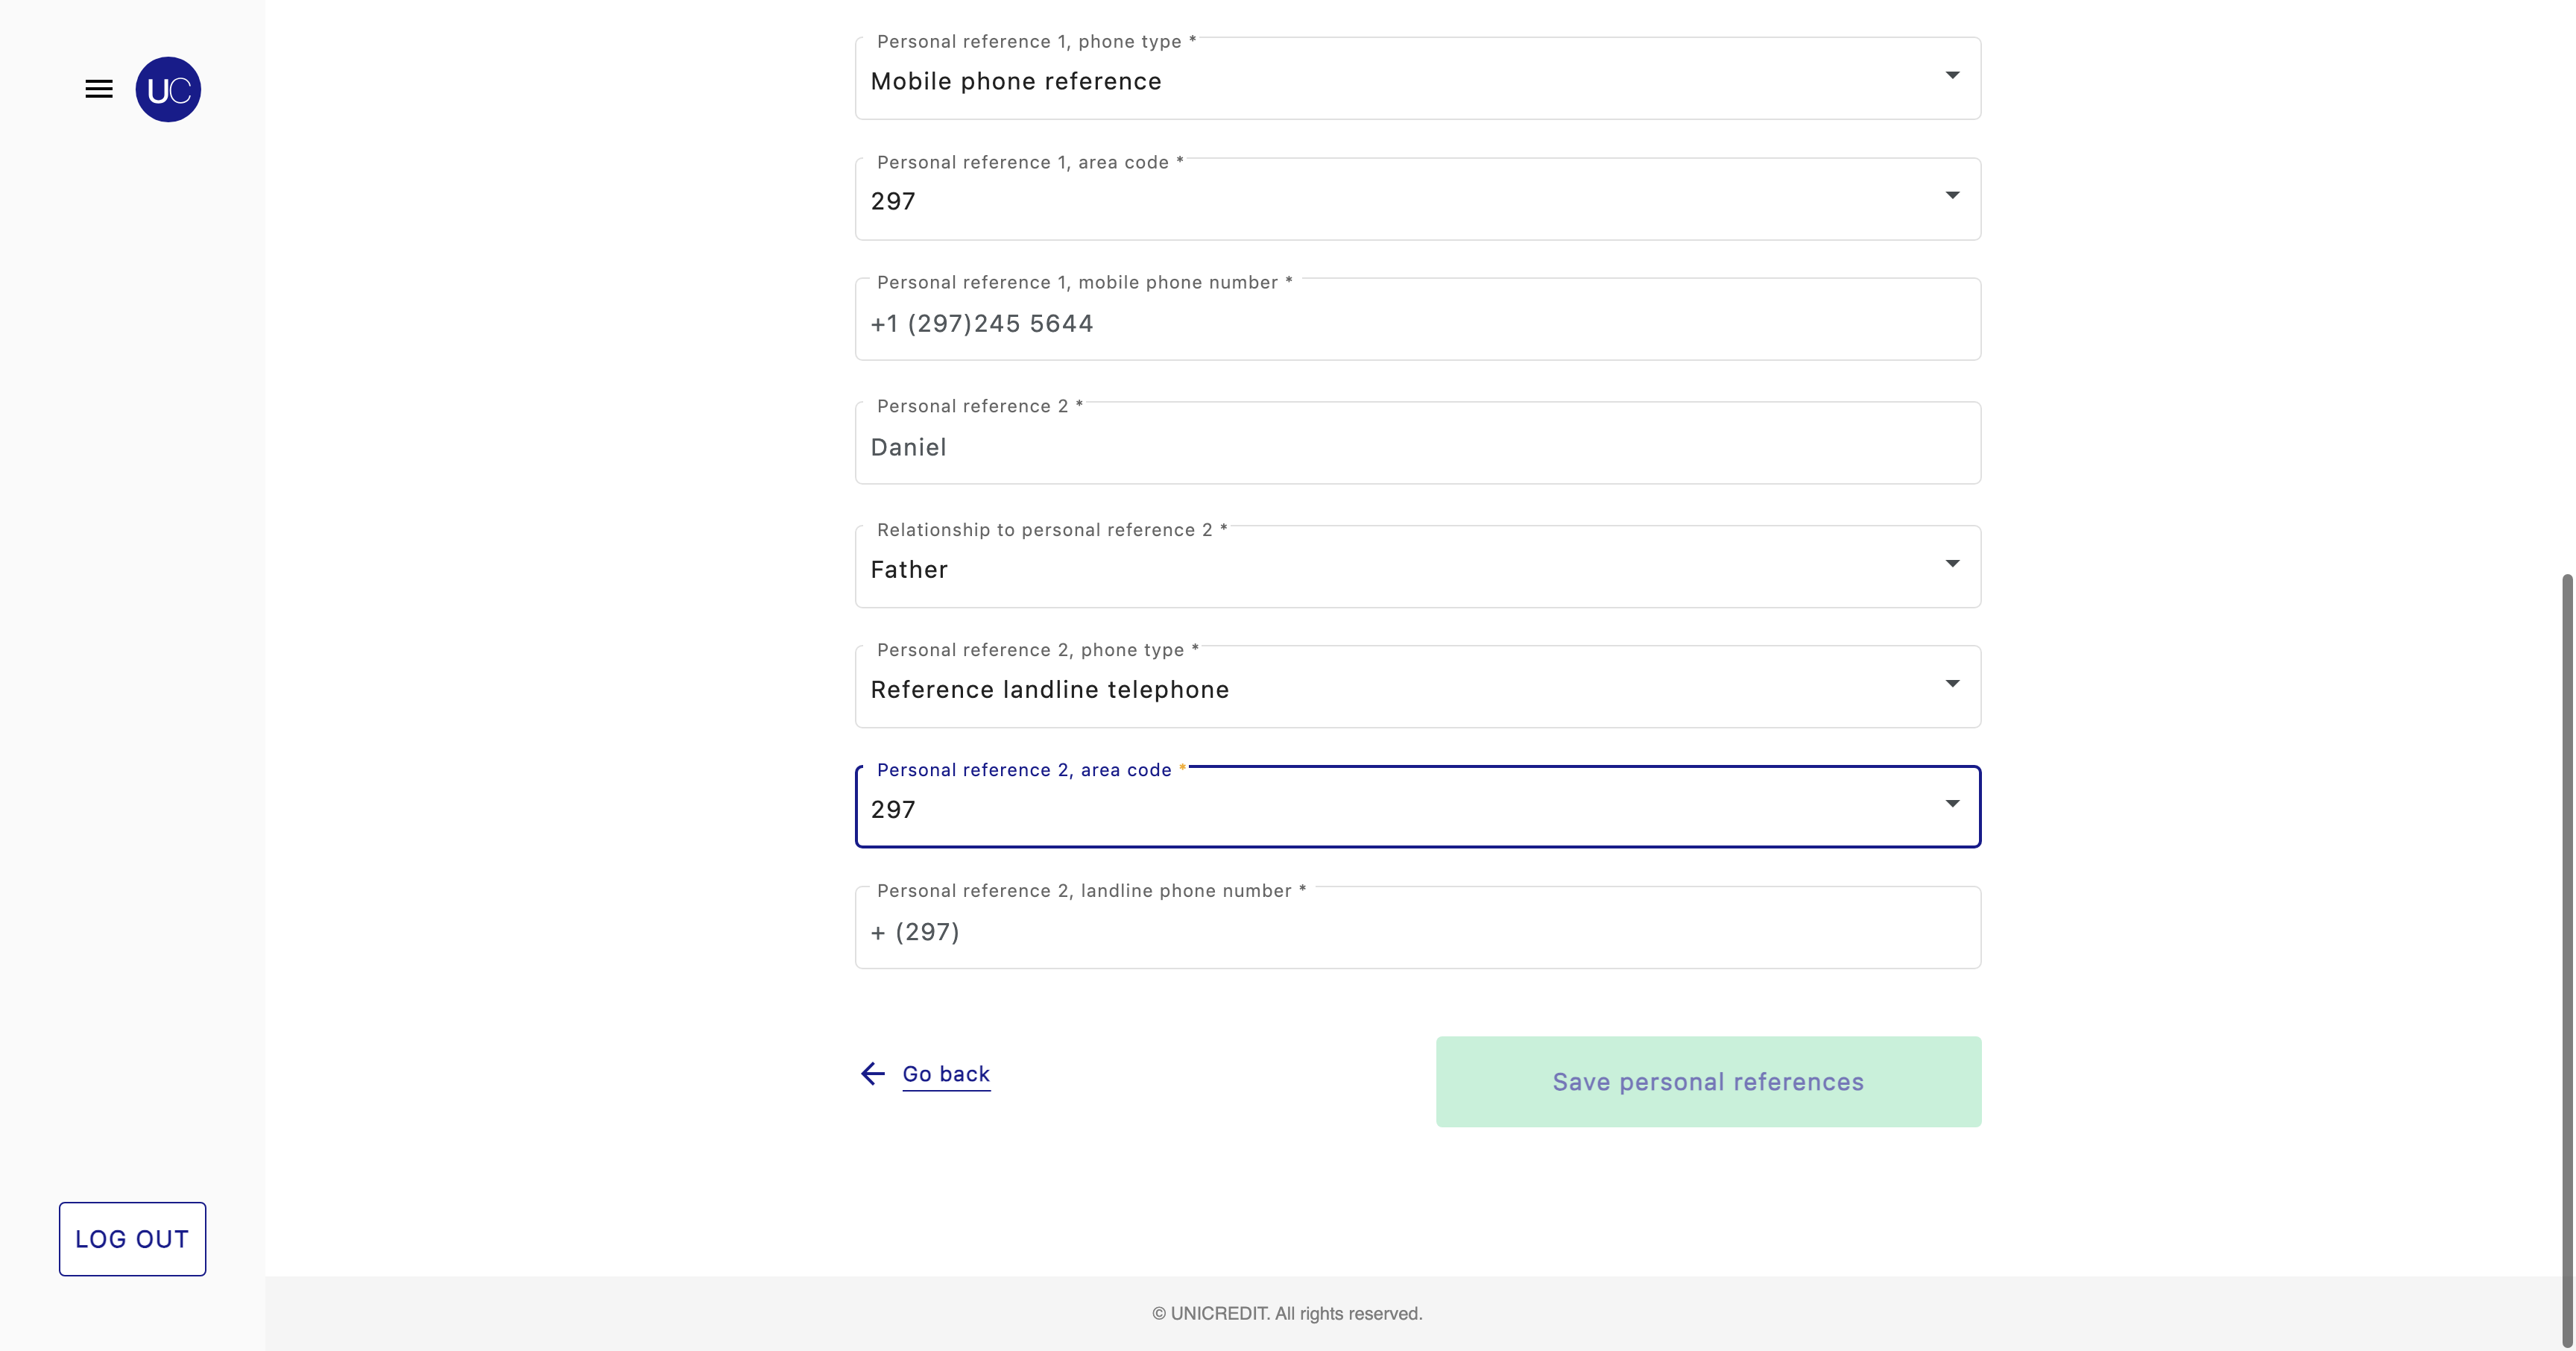 UC
Personal reference 1, phone type *
Mobile phone reference
Personal reference 1, area code *
297
Personal reference 1, mobile phone number *
+1 (297)245 5644
Personal reference 2 *
Daniel
Relationship to personal reference 2 *
Father
Personal reference 2, phone type *
Reference landline telephone
Personal reference 2, area code *
297
Personal reference 2, landline phone number *
+ (297)
Go back
Save personal references
LOG OUT
© UNICREDIT. All rights reserved.